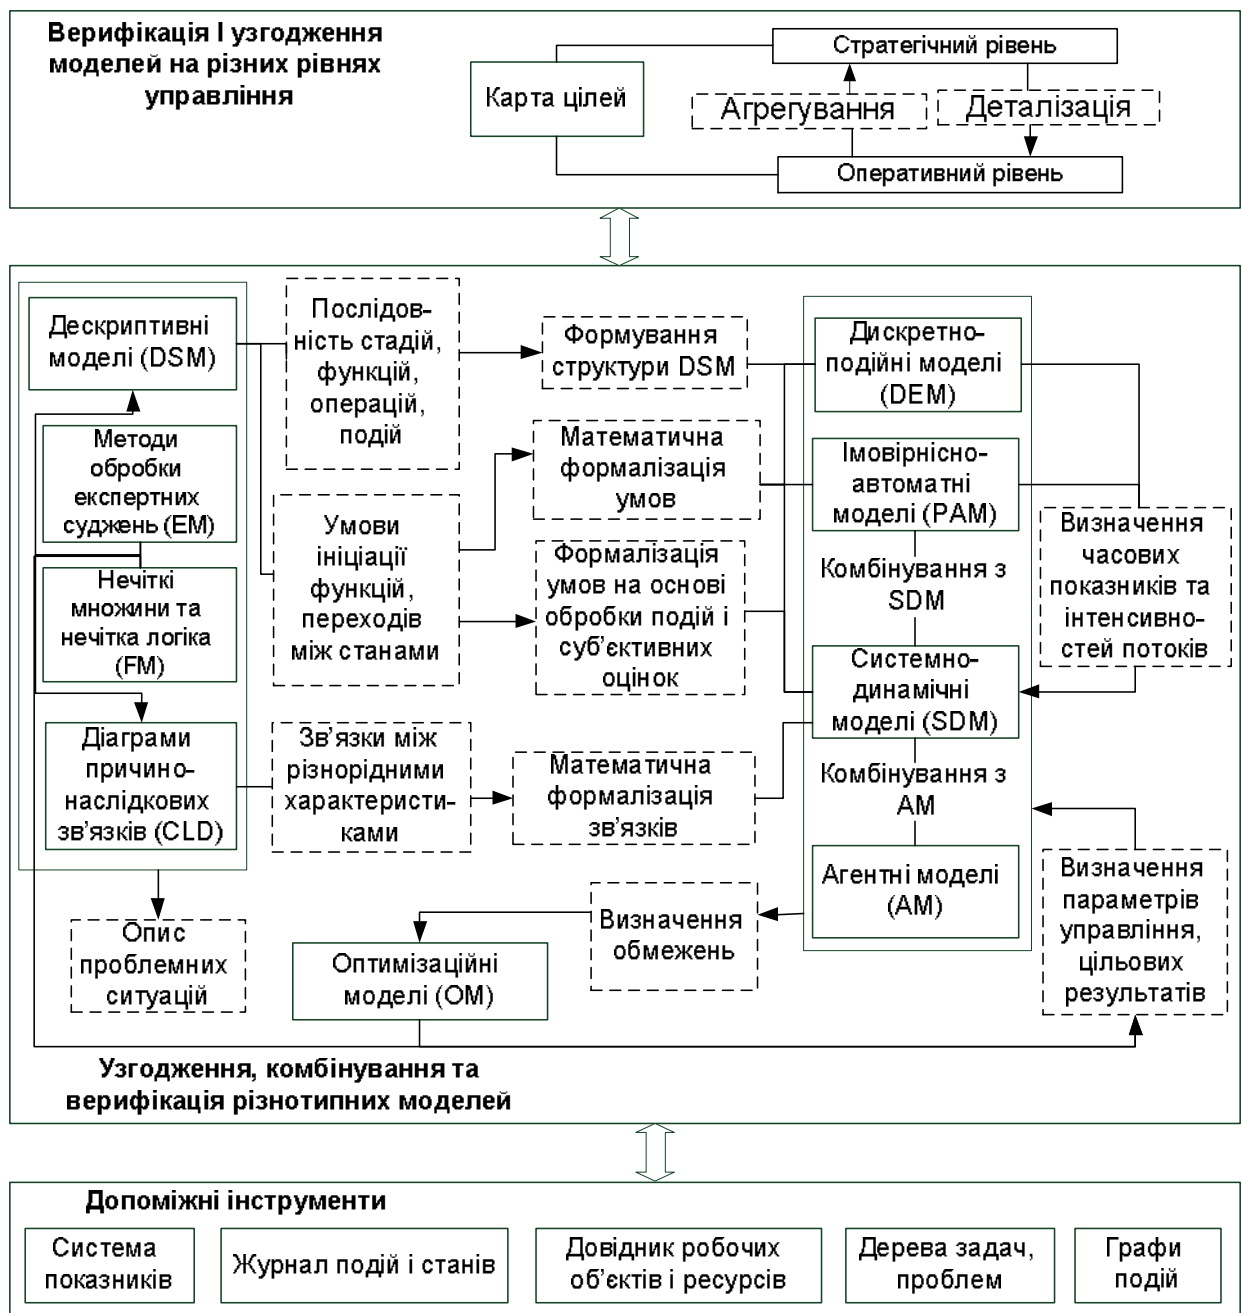 Верифікація І узгодження
моделей на різних рівнях
управління
Карта цілей
Стратегічний рівень
Агрегування
Деталізація
Оперативний рівень
Дескриптивні
моделі (DSM)
Методи
обробки
експертних
суджень (EM)
Нечіткі
множини та
нечітка логіка
(FM)
Діаграми
причино-
наслідкових
зв'язків (CLD)
Опис
проблемних
ситуацій
Послідов-
ність стадій,
функцій,
операцій,
подій
Умови
ініціації
функцій,
переходів
між станами
Зв'язки між
різнорідними
характеристи-
ками
Формування
структури DSM
Математична
формалізація
умов
Формалізація
умов на основі
обробки подій і
суб'єктивних
оцінок
Математична
формалізація
зв'язків
Визначення
обмежень
Оптимізаційні
моделі (OM)
Дискретно-
подійні моделі
(DEM)
Імовірнісно-
автоматні
моделі (PAM)
Комбінування з
SDM
Системно-
динамічні
моделі (SDM)
Комбінування з
AM
Агентні моделі
(AM)
Визначення
часових
показників та
інтенсивно-
стей потоків
Визначення
параметрів
управління,
цільових
результатів
Узгодження, комбінування та
верифікація різнотипних моделей
Допоміжні інструменти
Система
показників
Журнал подій і станів
Довідник робочих
об'єктів і ресурсів
Дерева задач,
проблем
Графи
подій